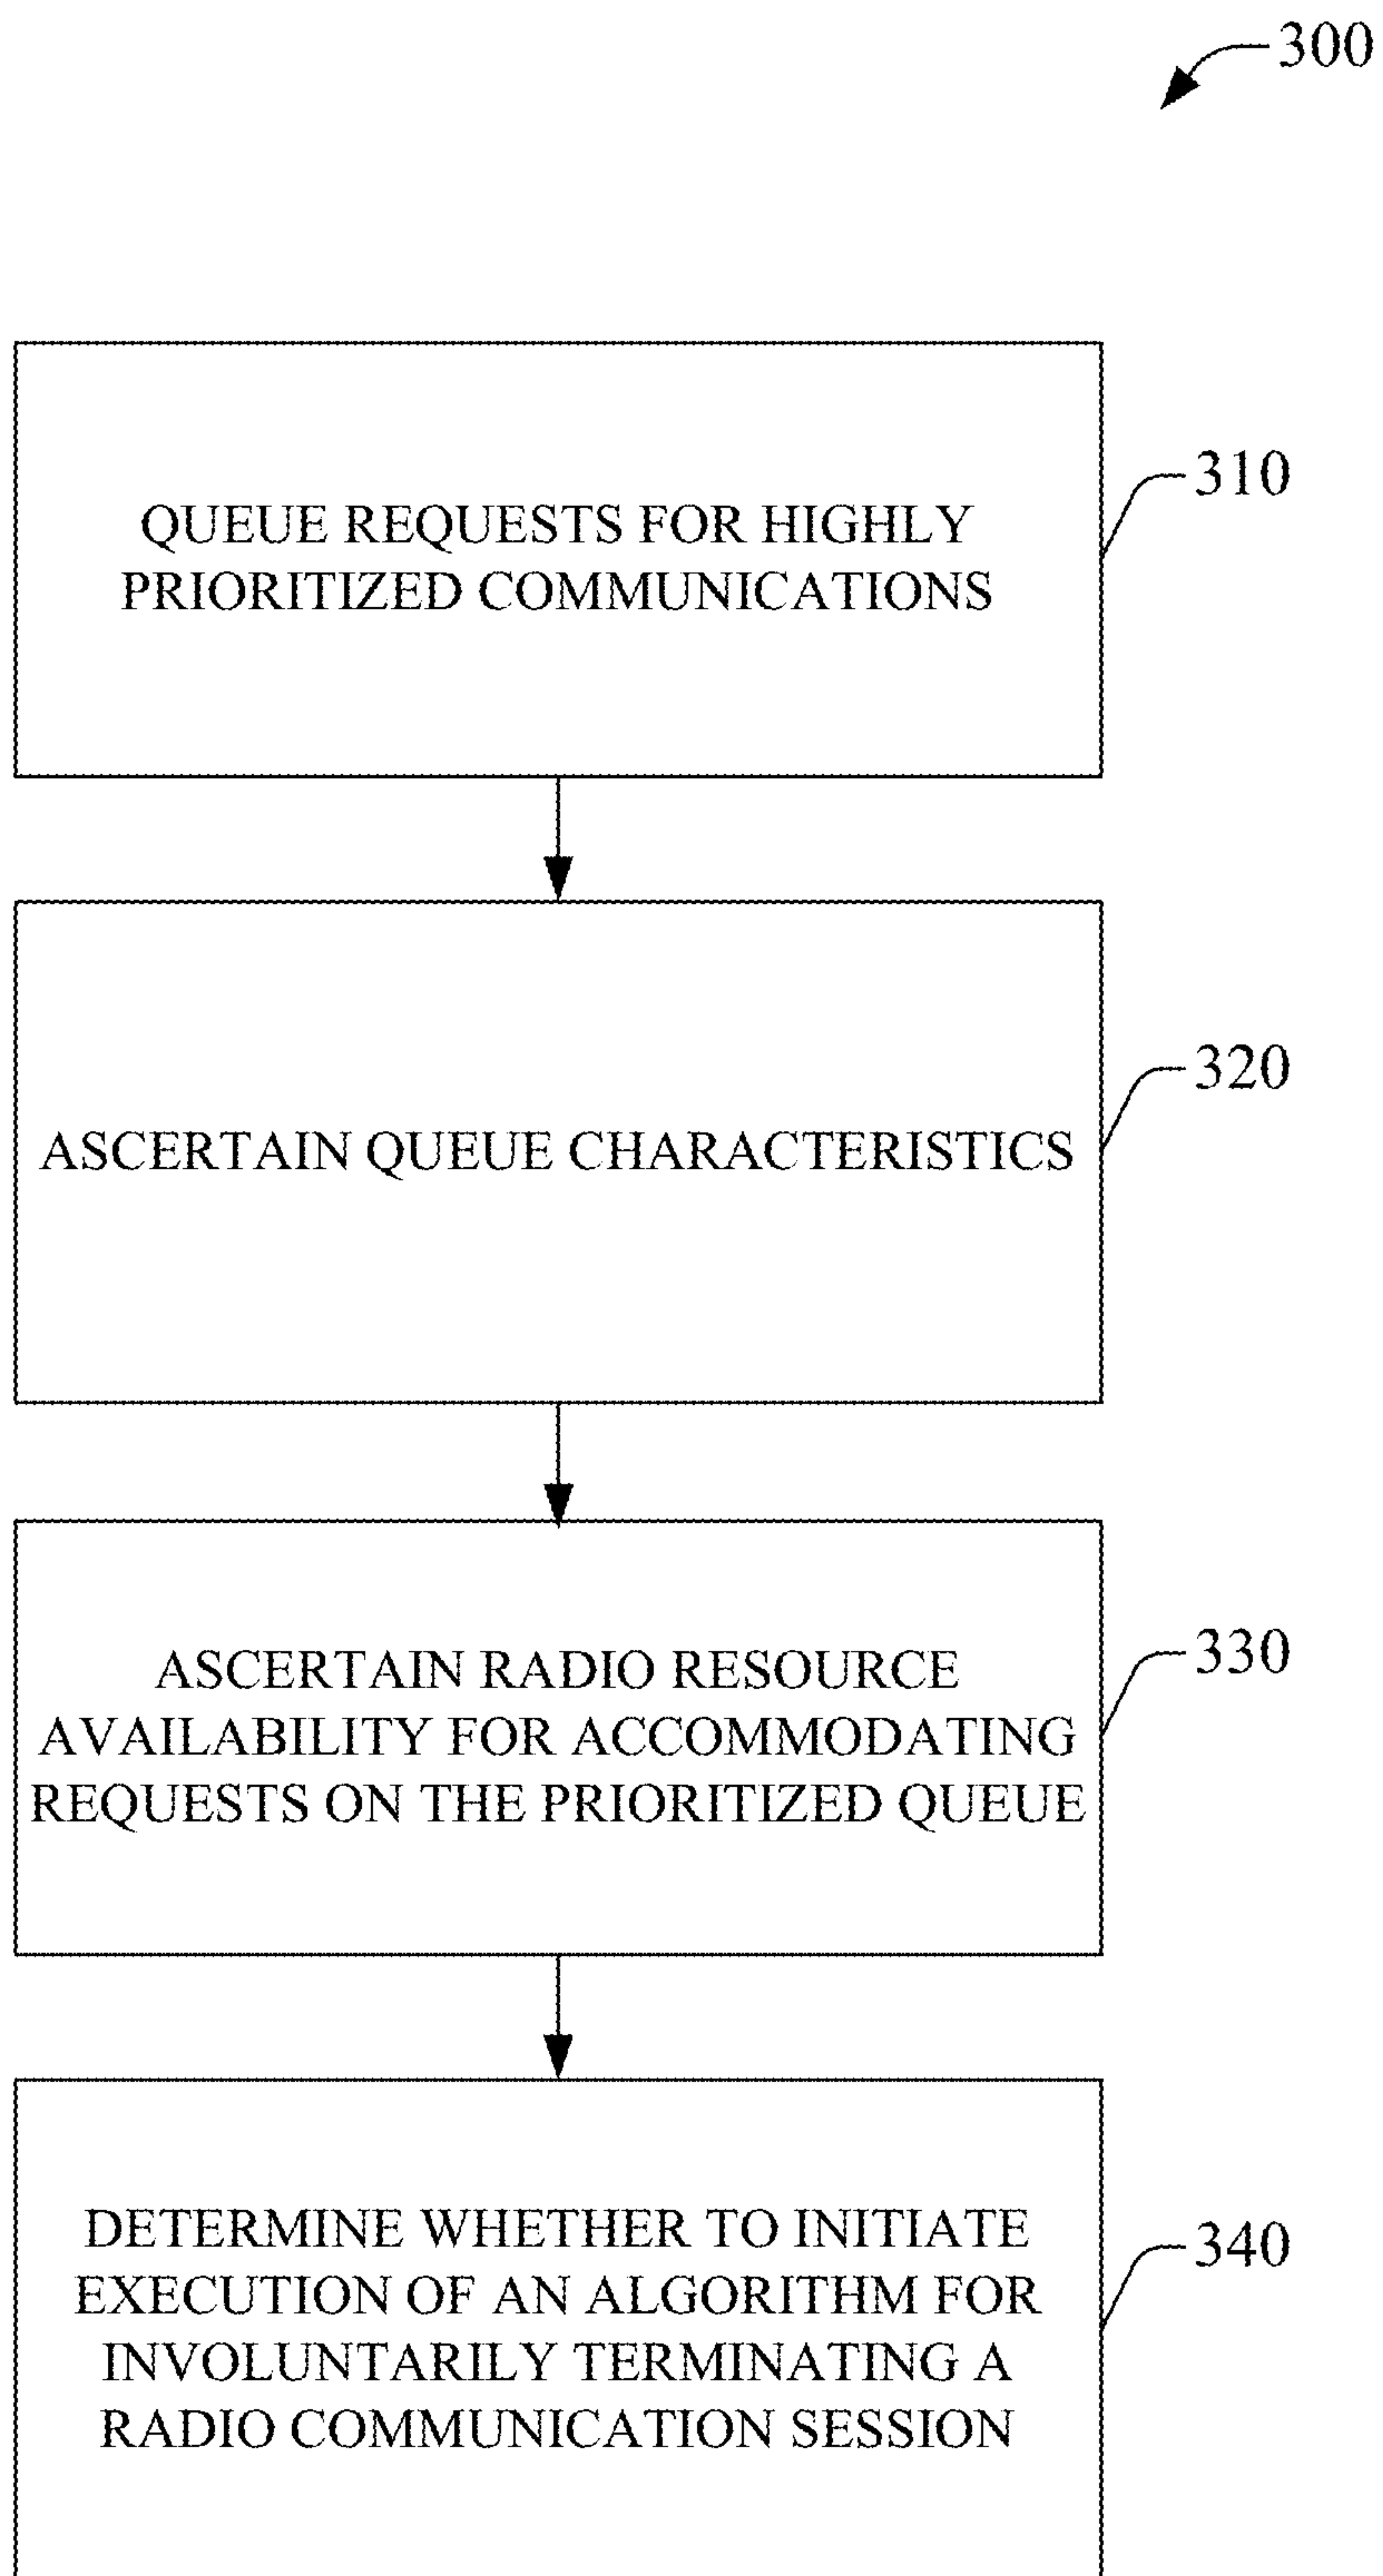 300
QUEUE REQUESTS FOR HIGHLY
PRIORITIZED COMMUNICATIONS
310
ASCERTAIN QUEUE CHARACTERISTICS
320
ASCERTAIN RADIO RESOURCE
AVAILABILITY FOR ACCOMMODATING
REQUESTS ON THE PRIORITIZED QUEUE
330
DETERMINE WHETHER TO INITIATE
EXECUTION OF AN ALGORITHM FOR
INVOLUNTARILY TERMINATING A
RADIO COMMUNICATION SESSION
340